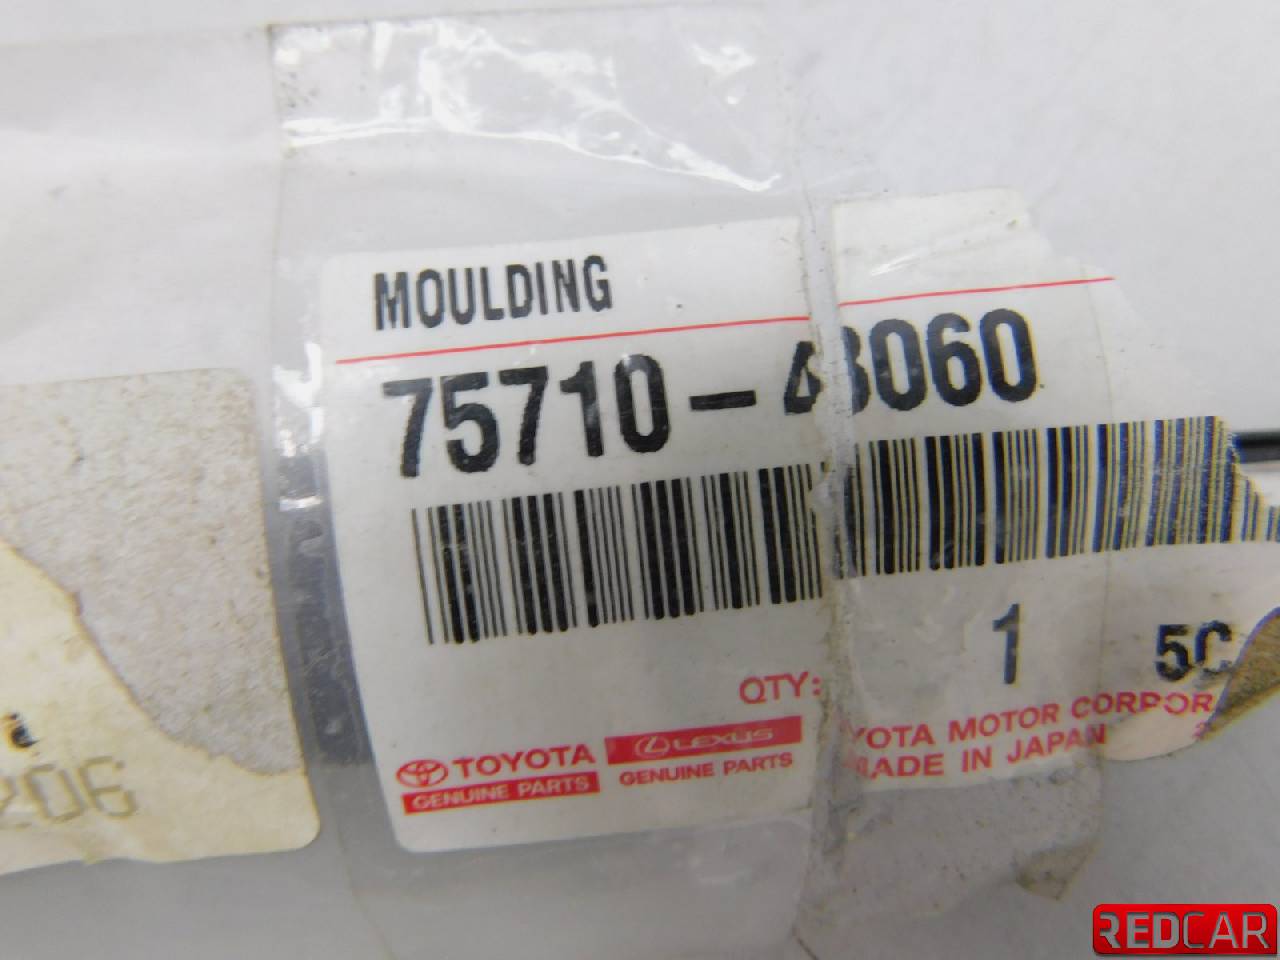 MOULDING
75710-48060
QTY: 1 5C
TOYOTA LEXUS
GENUINE PARTS GENUINE PARTS
TOYOTA MOTOR CORPOR
MADE IN JAPAN
206
REDCAR